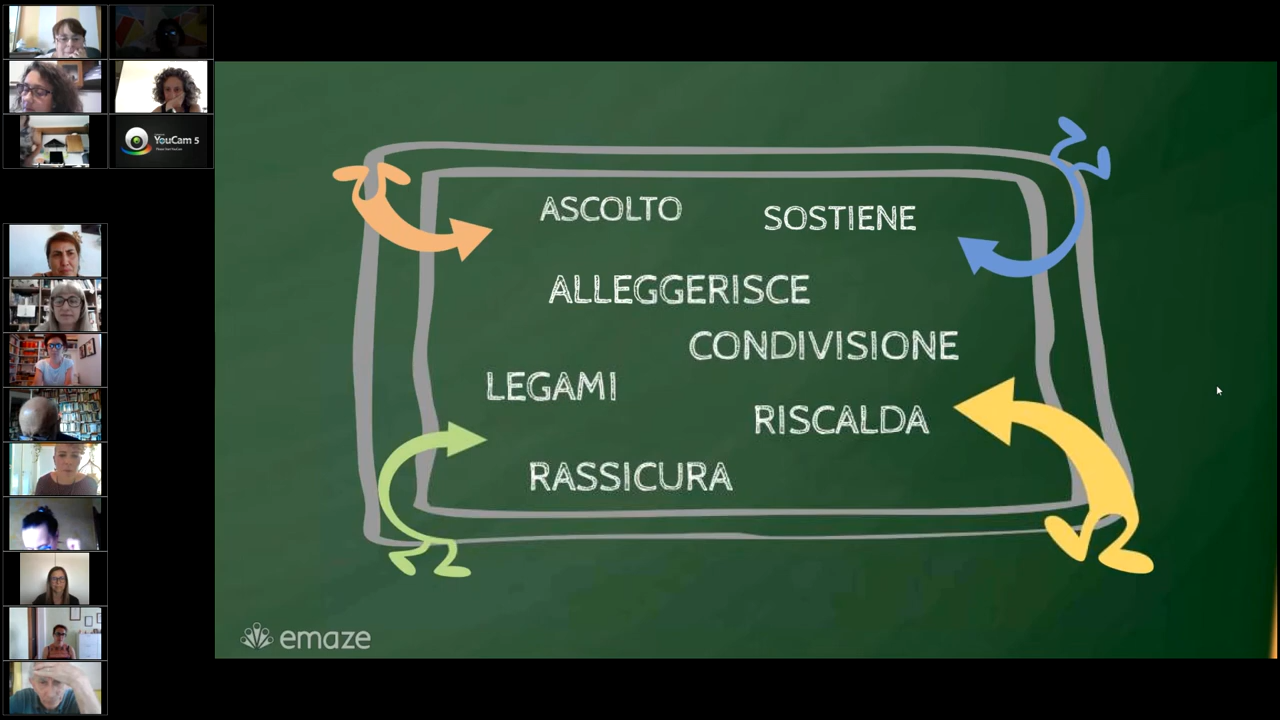 YouCam 5
ASCOLTO
SOSTIENE
ALLEGGERISCE
CONDIVISIONE
LEGAMI
RISCALDA
RASSICURA
emaze